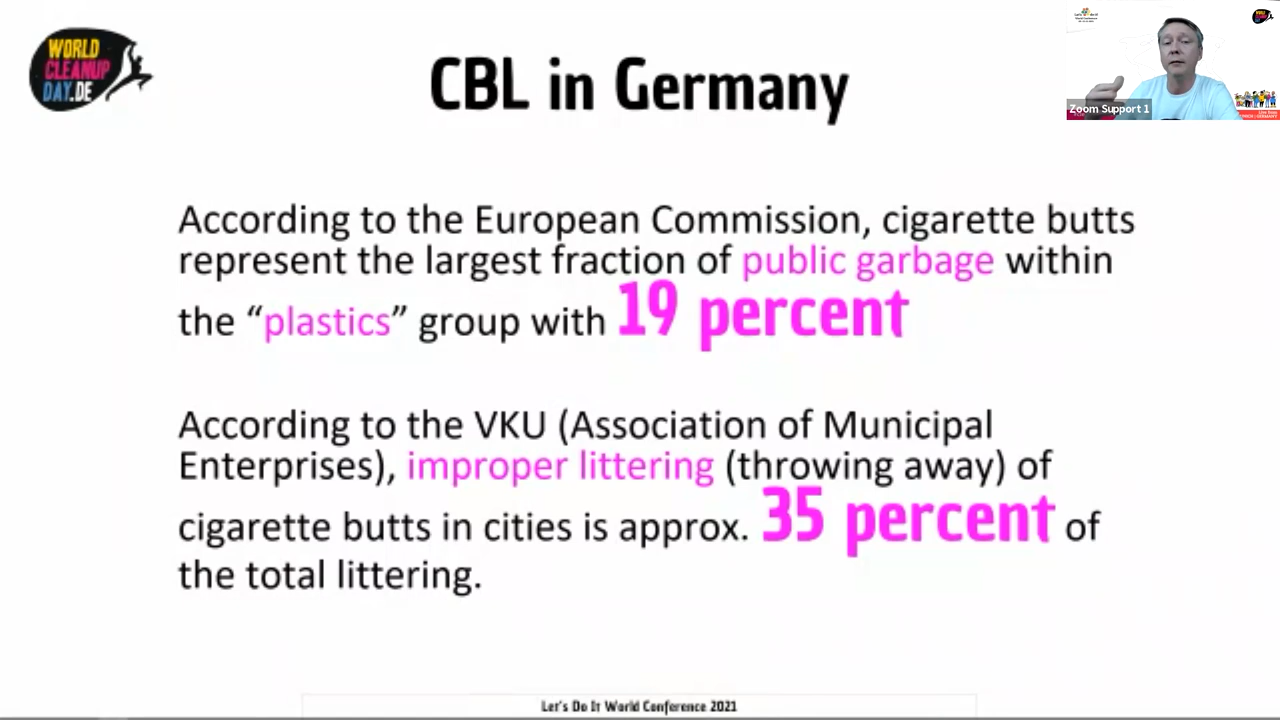 WORLD
CLEANUP
DAY.DE
CBL in Germany
Zoom Support 1
According to the European Commission, cigarette butts
represent the largest fraction of public garbage within
the “plastics” group with 19 percent
According to the VKU (Association of Municipal
Enterprises), improper littering (throwing away) of
cigarette butts in cities is approx. 35 percent of
the total littering.
Let's Do It World Conference 2021